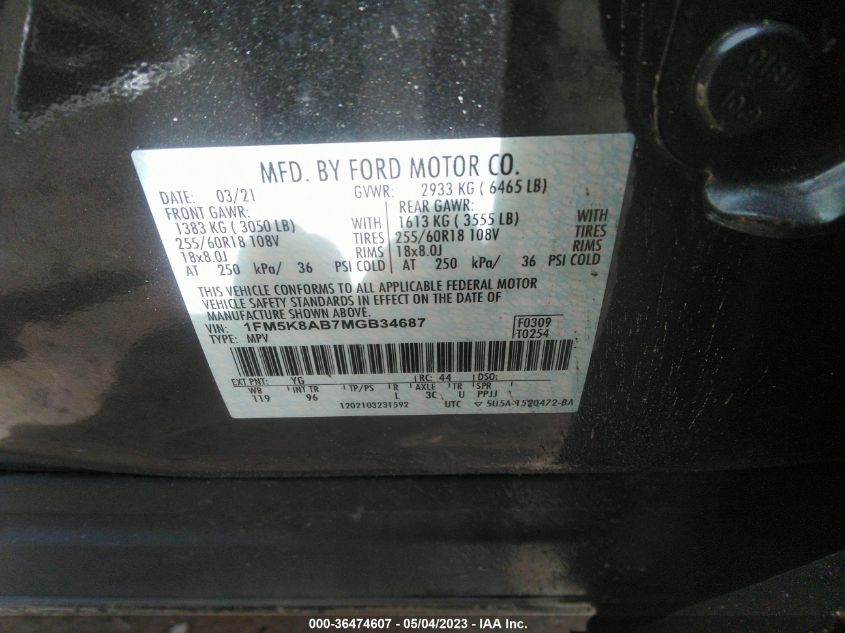 MFD. BY FORD MOTOR CO.
DATE: 03/21 GVWR: 2933 KG ( 6465 LB)
FRONT GAWR: REAR GAWR:
1383 KG ( 3050 LB) WITH 1613 KG ( 3555 LB) WITH
255/60R18 108V TIRES 255/60R18 108V TIRES
18x8.0J RIMS 18x8.0J RIMS
AT 250 kPa/ 36 PSI COLD AT 250 kPa/ 36 PSI COLD
THIS VEHICLE CONFORMS TO ALL APPLICABLE FEDERAL MOTOR
VEHICLE SAFETY STANDARDS IN EFFECT ON THE DATE OF
MANUFACTURE SHOWN ABOVE.
VIN: 1FM5K8AB7MGB34687 F0309
TYPE: MPV T0254
EXT PNT: YG RC: 44 DSO:
WB INT TR TP/PS R AXLE TR SPR
119 96 L 3C U PPJJ
1202103231592 UTC ▽ 5U5A-1520472-BA
000-36474607 - 05/04/2023 - IAA Inc.